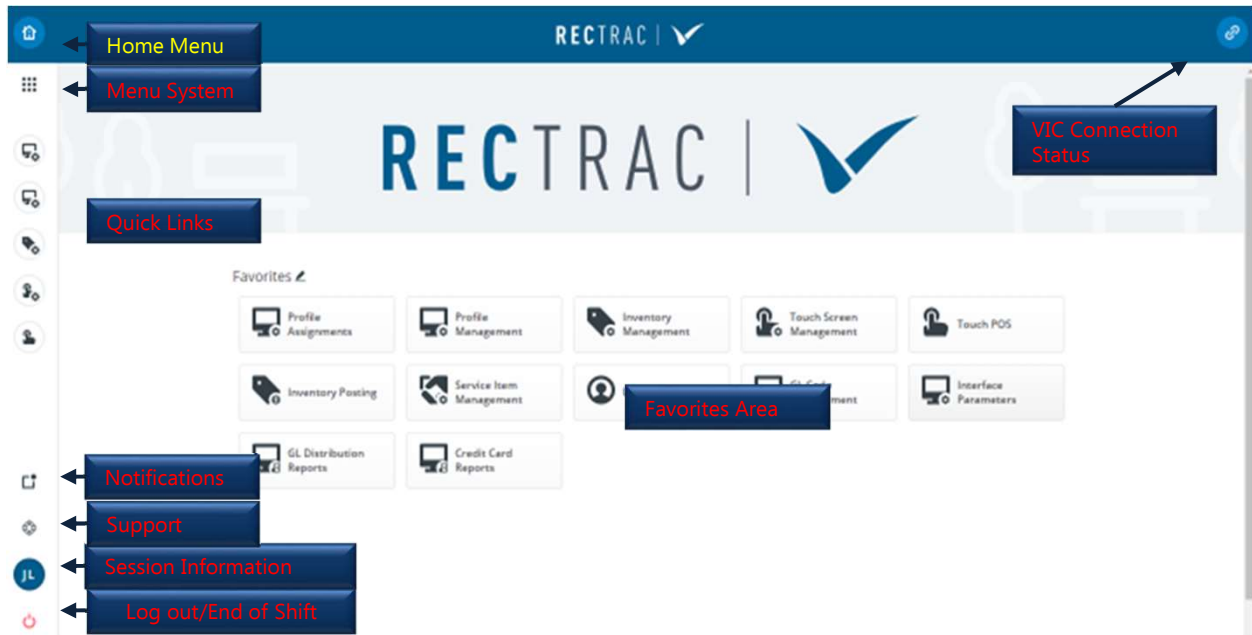 Home Menu
RECTRAC
Menu System
VIC Connection
Status
RECTRAC
Quick Links
Favorites
Profile
Assignments
Profile
Management
Inventory
Management
Touch Screen
Management
Touch POS
Inventory Posting
Service Item
Management
Interface
Parameters
Favorites Area
GL Distribution
Reports
Credit Card
Reports
Notifications
Support
Session Information
JL
Log out/End of Shift